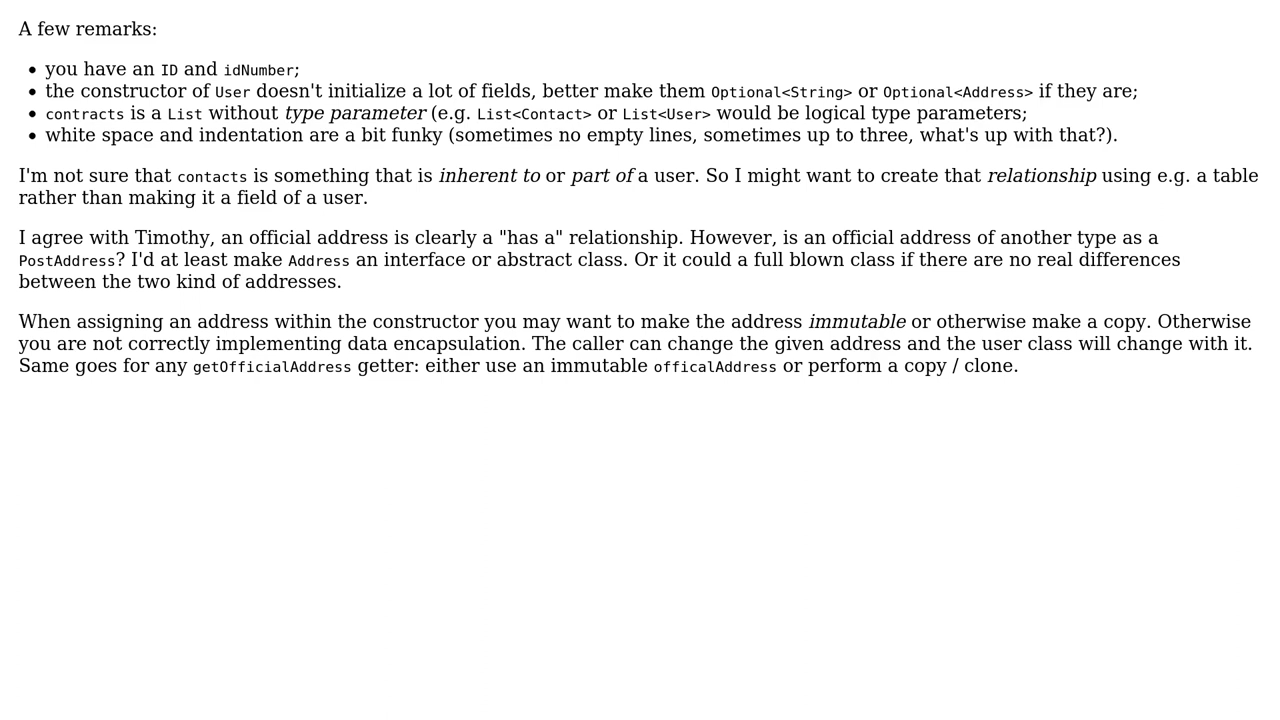 A few remarks:
• you have an ID and idNumber;
• the constructor of User doesn't initialize a lot of fields, better make them Optional<String> or Optional<Address> if they are;
• contracts is a List without type parameter (e.g. List<Contact> or List<User> would be logical type parameters;
• white space and indentation are a bit funky (sometimes no empty lines, sometimes up to three, what's up with that?).
I'm not sure that contacts is something that is inherent to or part of a user. So I might want to create that relationship using e.g. a table
rather than making it a field of a user.
I agree with Timothy, an official address is clearly a "has a" relationship. However, is an official address of another type as a
PostAddress? I'd at least make Address an interface or abstract class. Or it could a full blown class if there are no real differences
between the two kind of addresses.
When assigning an address within the constructor you may want to make the address immutable or otherwise make a copy. Otherwise
you are not correctly implementing data encapsulation. The caller can change the given address and the user class will change with it.
Same goes for any getOfficialAddress getter: either use an immutable officalAddress or perform a copy / clone.